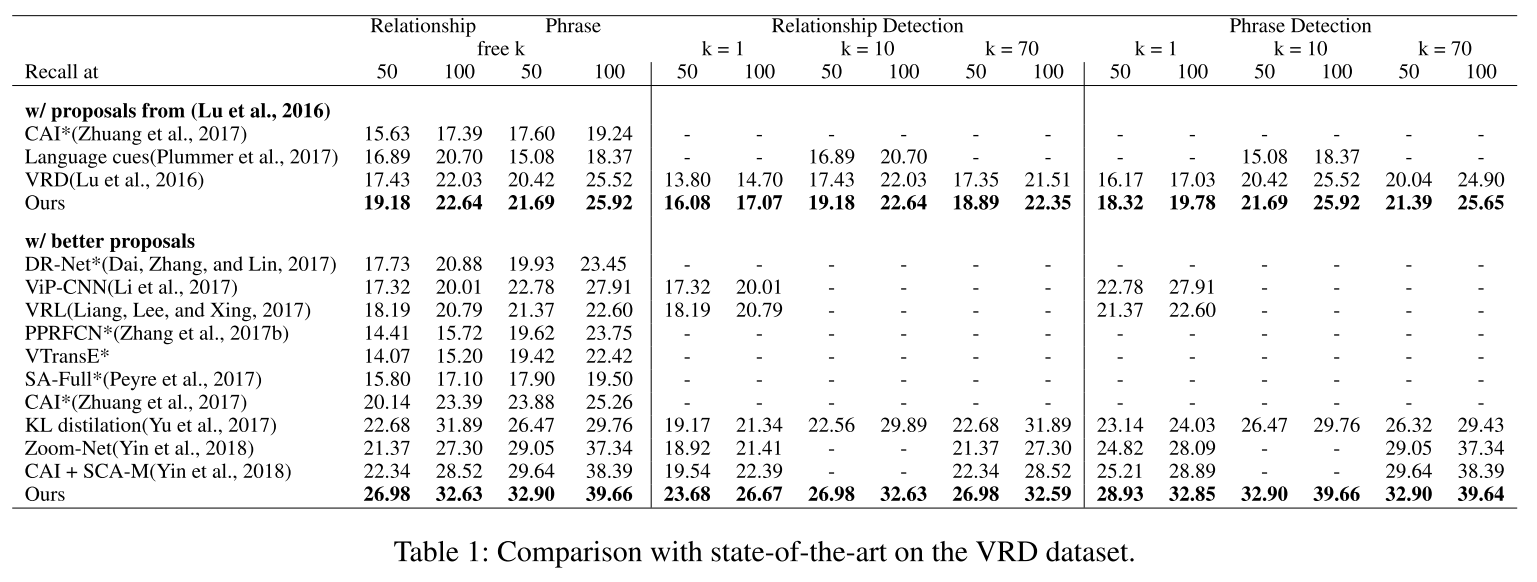 Relationship Phrase Relationship Detection Phrase Detection
free k k = 1 k = 10 k = 70 k = 1 k = 10 k = 70
Recall at 50 100 50 100 50 100 50 100 50 100 50 100 50 100 50 100
w/ proposals from (Lu et al., 2016)
CAI*(Zhuang et al., 2017) 15.63 17.39 17.60 19.24 - - - - - - - - - - - -
Language cues(Plummer et al., 2017) 16.89 20.70 15.08 18.37 - - 16.89 20.70 - - - - 15.08 18.37 - -
VRD(Lu et al., 2016) 17.43 22.03 20.42 25.52 13.80 14.70 17.43 22.03 17.35 21.51 16.17 17.03 20.42 25.52 20.04 24.90
Ours 19.18 22.64 21.69 25.92 16.08 17.07 19.18 22.64 18.89 22.35 18.32 19.78 21.69 25.92 21.39 25.65
w/ better proposals
DR-Net*(Dai, Zhang, and Lin, 2017) 17.73 20.88 19.93 23.45 - - - - - - - - - - - -
ViP-CNN(Li et al., 2017) 17.32 20.01 22.78 27.91 17.32 20.01 - - - - 22.78 27.91 - - - -
VRL(Liang, Lee, and Xing, 2017) 18.19 20.79 21.37 22.60 18.19 20.79 - - - - 21.37 22.60 - - - -
PPRFCN*(Zhang et al., 2017b) 14.41 15.72 19.62 23.75 - - - - - - - - - - - -
VTransE* 14.07 15.20 19.42 22.42 - - - - - - - - - - - -
SA-Full*(Peyre et al., 2017) 15.80 17.10 17.90 19.50 - - - - - - - - - - - -
CAI*(Zhuang et al., 2017) 20.14 23.39 23.88 25.26 - - - - - - - - - - - -
KL distilation(Yu et al., 2017) 22.68 31.89 26.47 29.76 19.17 21.34 22.56 29.89 22.68 31.89 23.14 24.03 26.47 29.76 26.32 29.43
Zoom-Net(Yin et al., 2018) 21.37 27.30 29.05 37.34 18.92 21.41 - - 21.37 27.30 24.82 28.09 - - 29.05 37.34
CAI + SCA-M(Yin et al., 2018) 22.34 28.52 29.64 38.39 19.54 22.39 - - 22.34 28.52 25.21 28.89 - - 29.64 38.39
Ours 26.98 32.63 32.90 39.66 23.68 26.67 26.98 32.63 26.98 32.59 28.93 32.85 32.90 39.66 32.90 39.64
Table 1: Comparison with state-of-the-art on the VRD dataset.